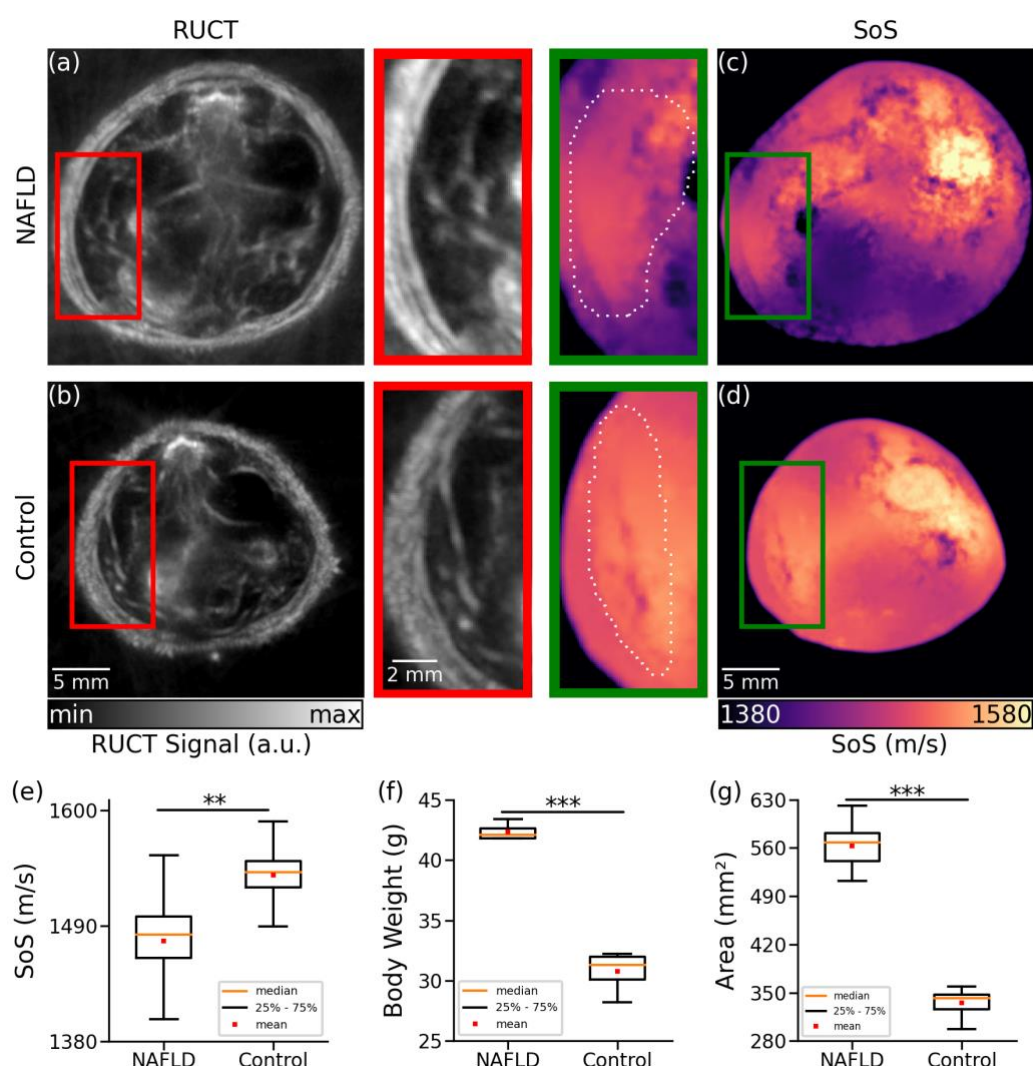 RUCT
SoS
(a)
(c)
NAFLD
(b)
(d)
Control
5 mm
2 mm
5 mm
min max
1380 1580
RUCT Signal (a.u.)
SoS (m/s)
(e)
**
1600
1490
1380
SoS (m/s)
median
25% - 75%
mean
NAFLD Control
(f)
***
45
40
35
30
25
Body Weight (g)
median
25% - 75%
mean
NAFLD Control
(g)
***
630
560
490
420
350
280
Area (mm²)
median
25% - 75%
mean
NAFLD Control